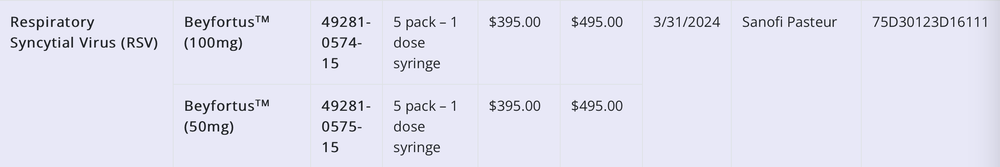 Respiratory
Syncytial Virus (RSV)
Beyfortus™
(100mg)
49281-
0574-
15
5 pack – 1
dose
syringe
$395.00
$495.00
3/31/2024
Sanofi Pasteur
75D30123D16111
Beyfortus™
(50mg)
49281-
0575-
15
5 pack – 1
dose
syringe
$395.00
$495.00